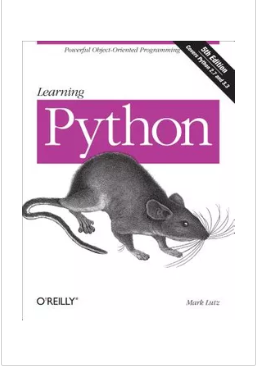 Powerful Object-Oriented Programming
5th Edition
Covers Python 2.7 and 3.3
Learning
Python
O'REILLY®
Mark Lutz